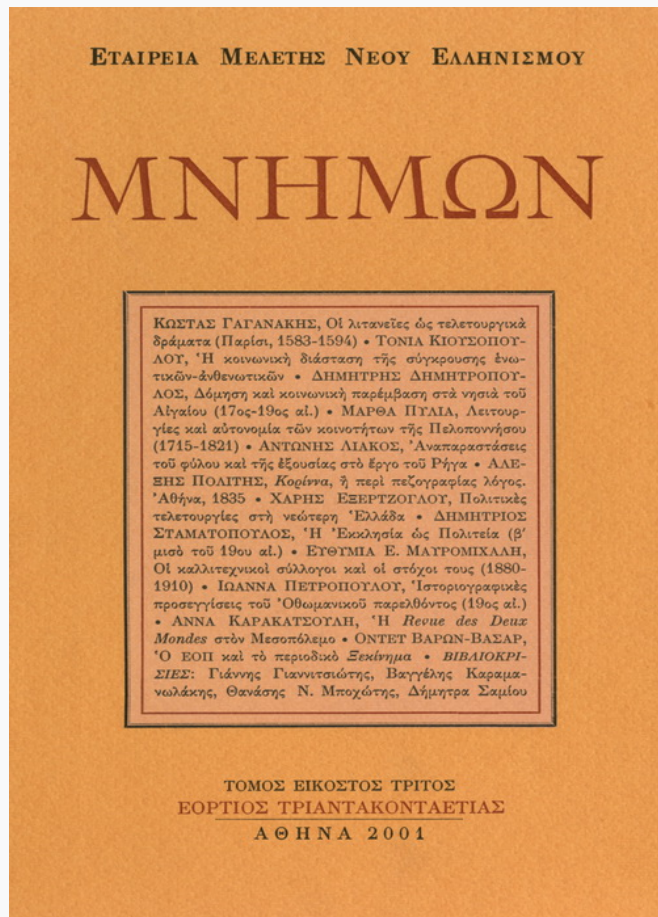 ΕΤΑΙΡΕΙΑ ΜΕΛΕΤΗΣ ΝΕΟΥ ΕΛΛΗΝΙΣΜΟΥ
ΜΝΗΜΩΝ
ΚΩΣΤΑΣ ΓΑΓΑΝΑΚΗΣ, Οἱ λιτανεῖες ὡς τελετουργικὰ
δράματα (Παρίσι, 1583-1594) • ΤΟΝΙΑ ΚΙΟΥΣΟΠΟΥ-
ΛΟΥ, Ἡ κοινωνικὴ διάσταση τῆς σύγκρουσης ἑνω-
τικῶν-ἀνθενωτικῶν • ΔΗΜΗΤΡΗΣ ΔΗΜΗΤΡΟΠΟΥ-
ΛΟΣ, Δόμηση καὶ κοινωνικὴ παρέμβαση στὰ νησιὰ τοῦ
Αἰγαίου (17ος-19ος αἰ.) • ΜΑΡΘΑ ΠΥΛΙΑ, Λειτουρ-
γίες καὶ αὐτονομία τῶν κοινοτήτων τῆς Πελοποννήσου
(1715-1821) • ΑΝΤΩΝΗΣ ΛΙΑΚΟΣ, Ἀναπαραστάσεις
τοῦ φύλου καὶ τῆς ἐξουσίας στὸ ἔργο τοῦ Ρήγα • ΑΛΕ-
ΞΗΣ ΠΟΛΙΤΗΣ, Κορίννα, ἢ περὶ πεζογραφίας λόγος.
Ἀθήνα, 1835 • ΧΑΡΗΣ ΕΞΕΡΤΖΟΓΛΟΥ, Πολιτικὲς
τελετουργίες στὴ νεώτερη Ἑλλάδα • ΔΗΜΗΤΡΙΟΣ
ΣΤΑΜΑΤΟΠΟΥΛΟΣ, Ἡ Ἐκκλησία ὡς Πολιτεία (β΄
μισὸ τοῦ 19ου αἰ.) • ΕΥΘΥΜΙΑ Ε. ΜΑΥΡΟΜΙΧΑΛΗ,
Οἱ καλλιτεχνικοὶ σύλλογοι καὶ οἱ στόχοι τους (1880-
1910) • ΙΩΑΝΝΑ ΠΕΤΡΟΠΟΥΛΟΥ, Ἱστοριογραφικὲς
προσεγγίσεις τοῦ Ὀθωμανικοῦ παρελθόντος (19ος αἰ.)
• ΑΝΝΑ ΚΑΡΑΚΑΤΣΟΥΛΗ, Ἡ Revue des Deux
Mondes στὸν Μεσοπόλεμο • ΟΝΤΕΤ ΒΑΡΩΝ-ΒΑΣΑΡ,
Ὁ ΕΟΠ καὶ τὸ περιοδικὸ Ξεκίνημα • ΒΙΒΛΙΟΚΡΙ-
ΣΙΕΣ: Γιάννης Γιαννιτσιώτης, Βαγγέλης Καραμα-
νωλάκης, Θανάσης Ν. Μποχώτης, Δήμητρα Σαμίου
ΤΟΜΟΣ ΕΙΚΟΣΤΟΣ ΤΡΙΤΟΣ
ΕΟΡΤΙΟΣ ΤΡΙΑΝΤΑΚΟΝΤΑΕΤΙΑΣ
ΑΘΗΝΑ 2001